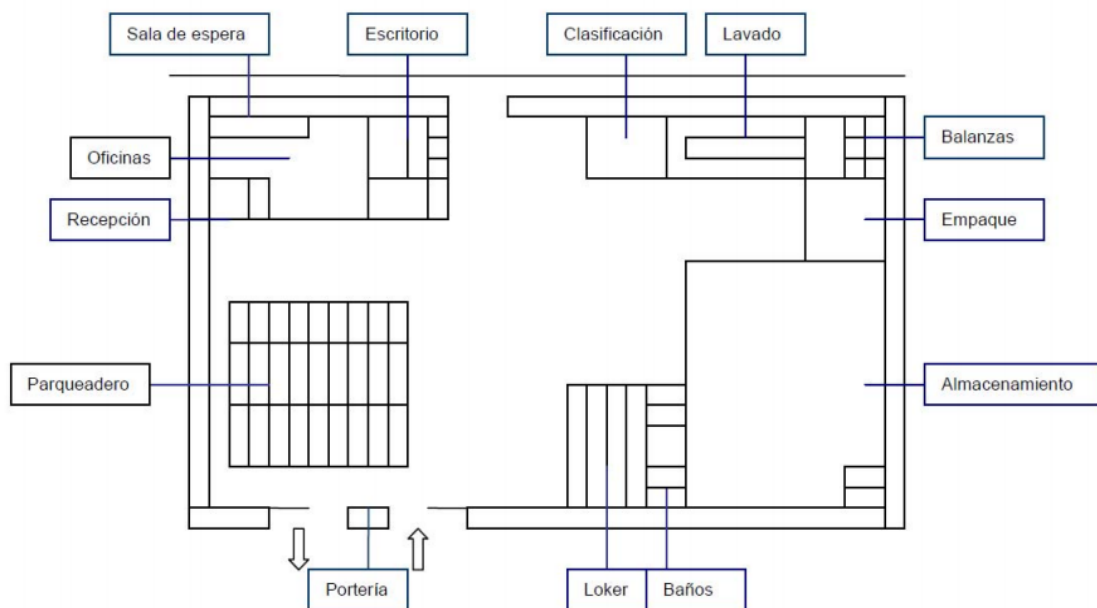 Sala de espera
Escritorio
Clasificación
Lavado
Oficinas
Balanzas
Recepción
Empaque
Parqueadero
Almacenamiento
Portería
Loker
Baños